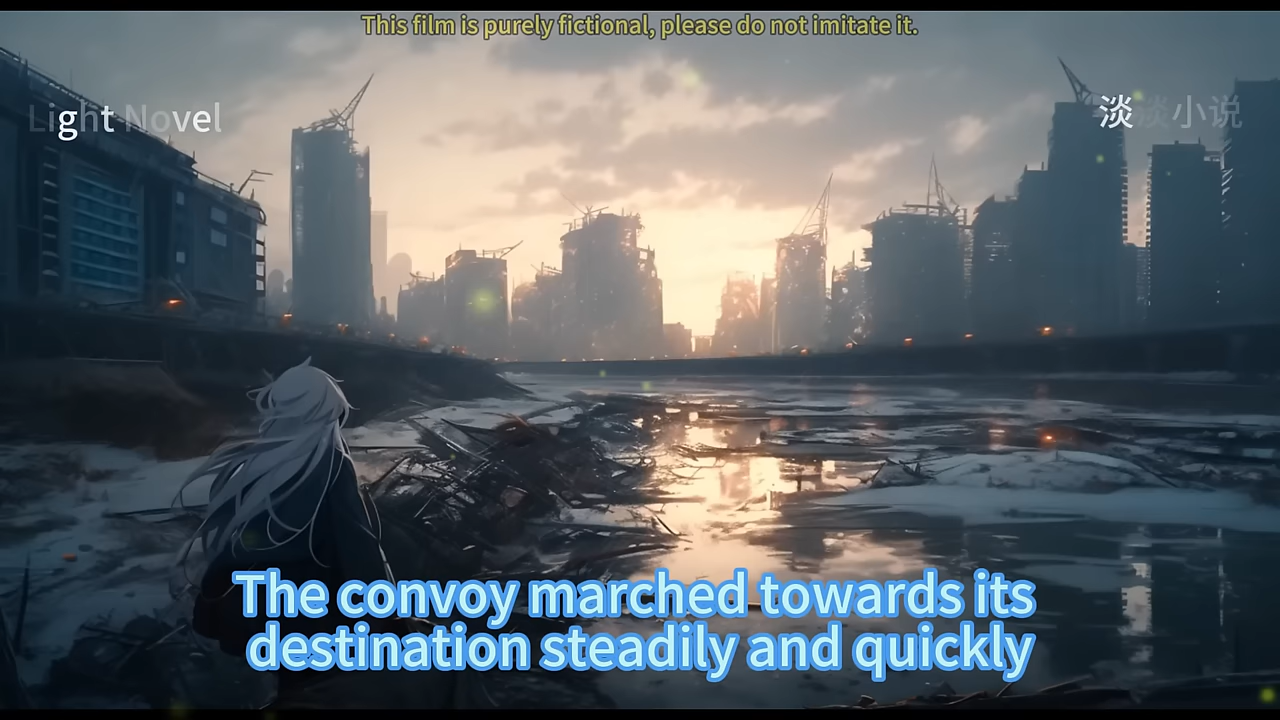 This film is purely fictional, please do not imitate it.
Light Novel
淡淡小说
The convoy marched towards its
destination steadily and quickly